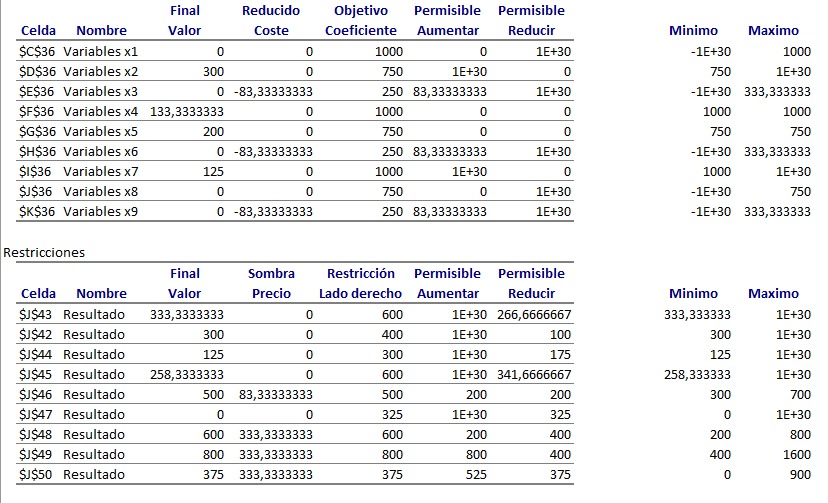 Final Reducido Objetivo Permisible Permisible
Celda Nombre Valor Coste Coeficiente Aumentar Reducir Minimo Maximo
$C$36 Variables x1 0 0 1000 0 1E+30 -1E+30 1000
$D$36 Variables x2 300 0 750 1E+30 0 750 1E+30
$E$36 Variables x3 0 -83,33333333 250 83,33333333 1E+30 -1E+30 333,333333
$F$36 Variables x4 133,3333333 0 1000 0 0 1000 1000
$G$36 Variables x5 200 0 750 0 0 750 750
$H$36 Variables x6 0 -83,33333333 250 83,33333333 1E+30 -1E+30 333,333333
$I$36 Variables x7 125 0 1000 1E+30 0 1000 1E+30
$J$36 Variables x8 0 0 750 0 1E+30 -1E+30 750
$K$36 Variables x9 0 -83,33333333 250 83,33333333 1E+30 -1E+30 333,333333
Restricciones
Final Sombra Restricción Permisible Permisible
Celda Nombre Valor Precio Lado derecho Aumentar Reducir Minimo Maximo
$J$43 Resultado 333,3333333 0 600 1E+30 266,6666667 333,333333 1E+30
$J$42 Resultado 300 0 400 1E+30 100 300 1E+30
$J$44 Resultado 125 0 300 1E+30 175 125 1E+30
$J$45 Resultado 258,3333333 0 600 1E+30 341,6666667 258,333333 1E+30
$J$46 Resultado 500 83,33333333 500 200 200 300 700
$J$47 Resultado 0 0 325 1E+30 325 0 1E+30
$J$48 Resultado 600 333,3333333 600 200 400 200 800
$J$49 Resultado 800 333,3333333 800 800 400 400 1600
$J$50 Resultado 375 333,3333333 375 525 375 0 900